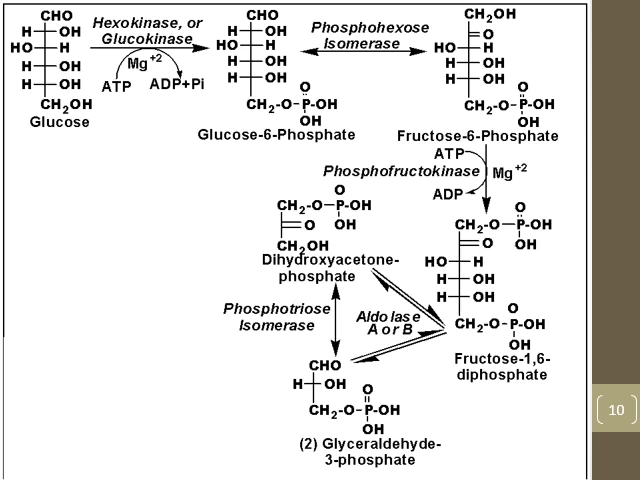 CHO
H OH
HO H
H OH
H OH
CH₂OH
Glucose
Hexokinase, or
Glucokinase
Mg+2
ATP ADP+Pi
CHO
H OH
HO H
H OH
H OH
CH₂-O-P-OH
O
OH
Glucose-6-Phosphate
Phosphohexose
Isomerase
CH₂OH
O
HO H
H OH
H OH
CH₂-O-P-OH
O
OH
Fructose-6-Phosphate
ATP
Phosphofructokinase Mg+2
ADP
O
CH₂-O-P-OH
O OH
CH₂OH
Dihydroxyacetone-
phosphate
O
CH₂-O-P-OH
O OH
HO H
H OH
H OH
O
CH₂-O-P-OH
OH
Fructose-1,6-
diphosphate
Phosphotriose
Isomerase
Aldolase
A or B
CHO
H OH
O
CH₂-O-P-OH
OH
(2) Glyceraldehyde-
3-phosphate
10